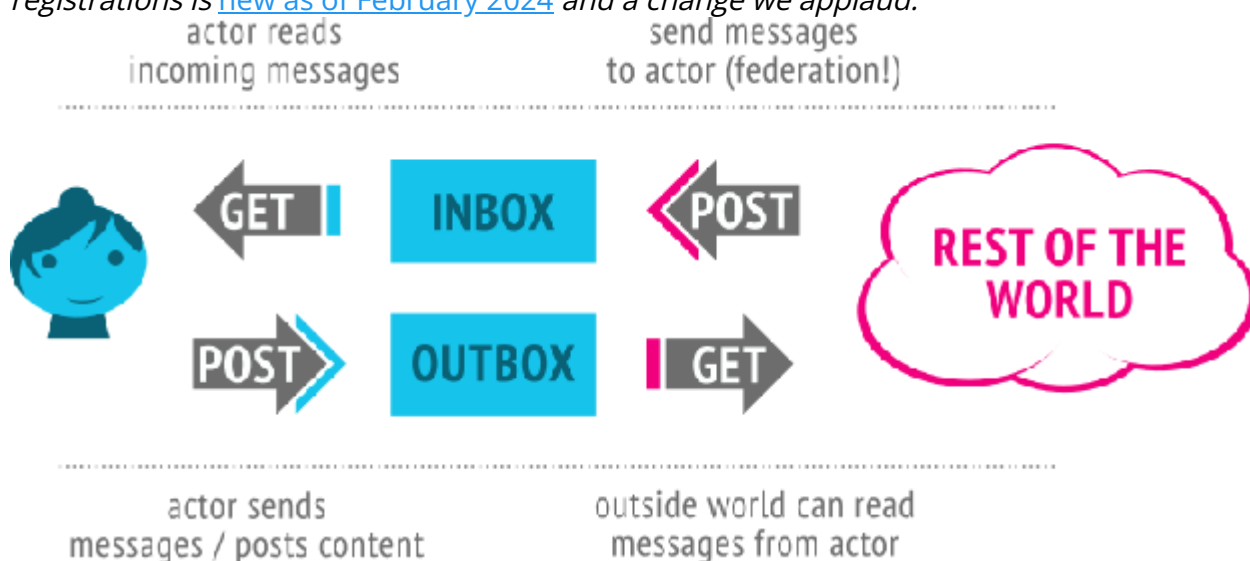 registrations is new as of February 2024 and a change we applaud.
actor reads
incoming messages
send messages
to actor (federation!)
GET
INBOX
POST
REST OF THE
WORLD
POST
OUTBOX
GET
actor sends
messages / posts content
outside world can read
messages from actor